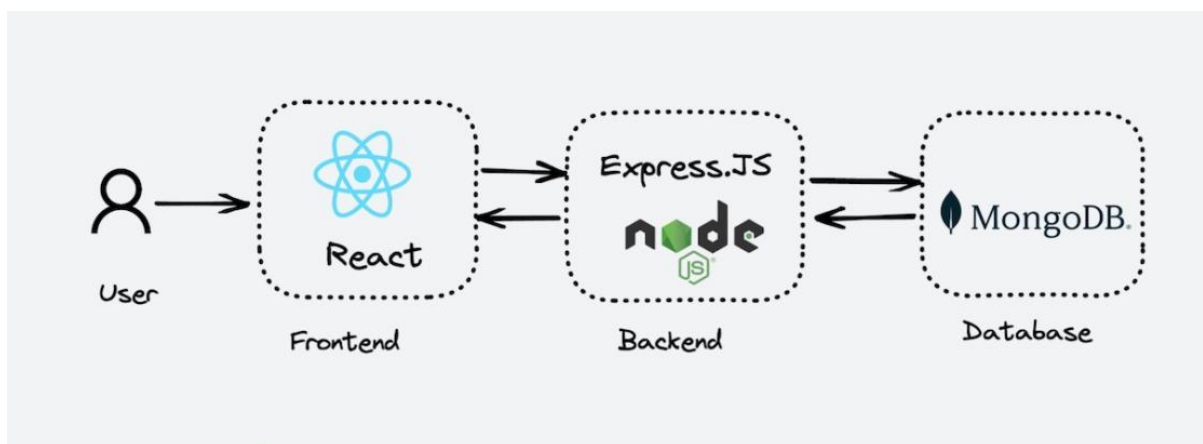 User
React
Frontend
Express.JS
node
JS
Backend
MongoDB.
Database